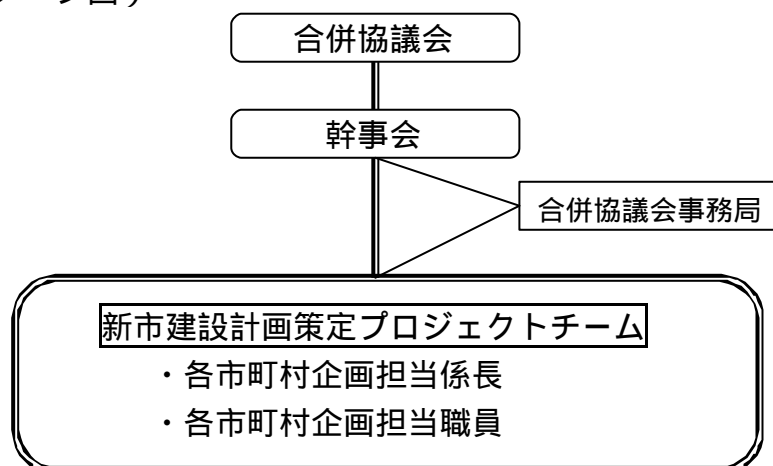 合併協議会
幹事会
合併協議会事務局
新市建設計画策定プロジェクトチーム
・各市町村企画担当係長
・各市町村企画担当職員